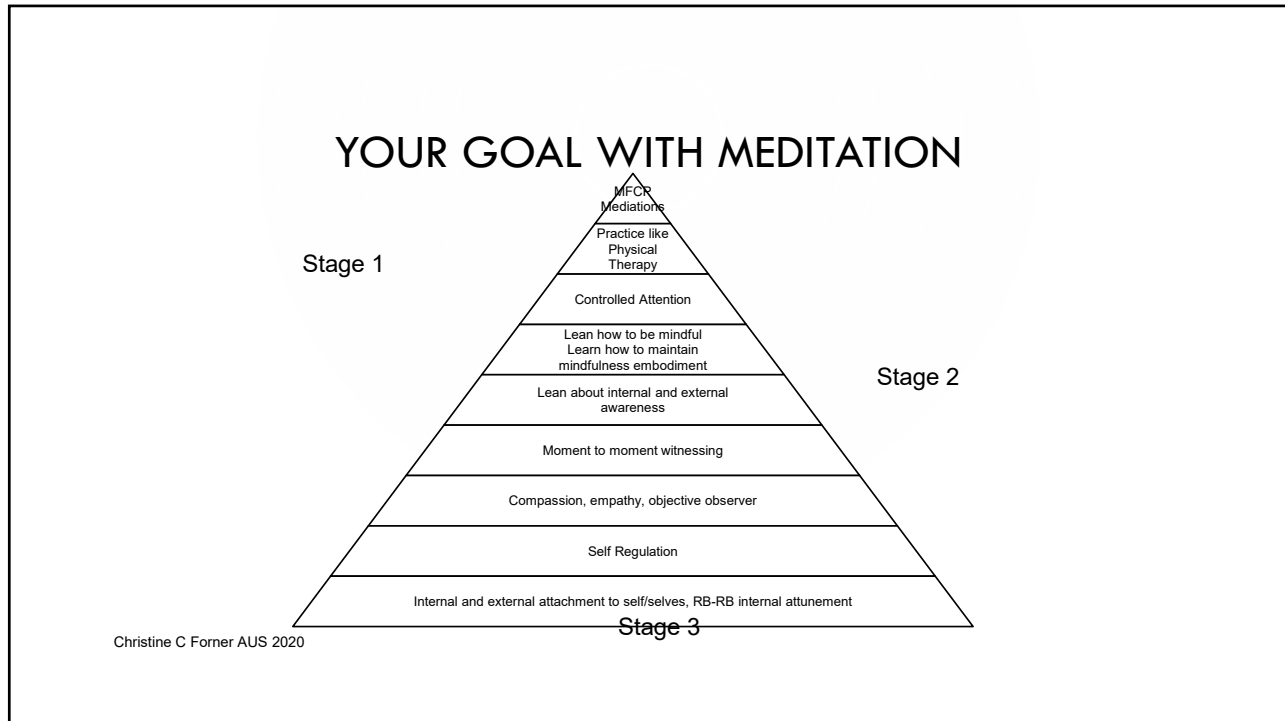 YOUR GOAL WITH MEDITATION
MFCP
Mediations
Practice like
Physical
Therapy
Stage 1
Controlled Attention
Lean how to be mindful
Learn how to maintain
mindfulness embodiment
Stage 2
Lean about internal and external
awareness
Moment to moment witnessing
Compassion, empathy, objective observer
Self Regulation
Internal and external attachment to self/selves, RB-RB internal attunement
Stage 3
Christine C Forner AUS 2020